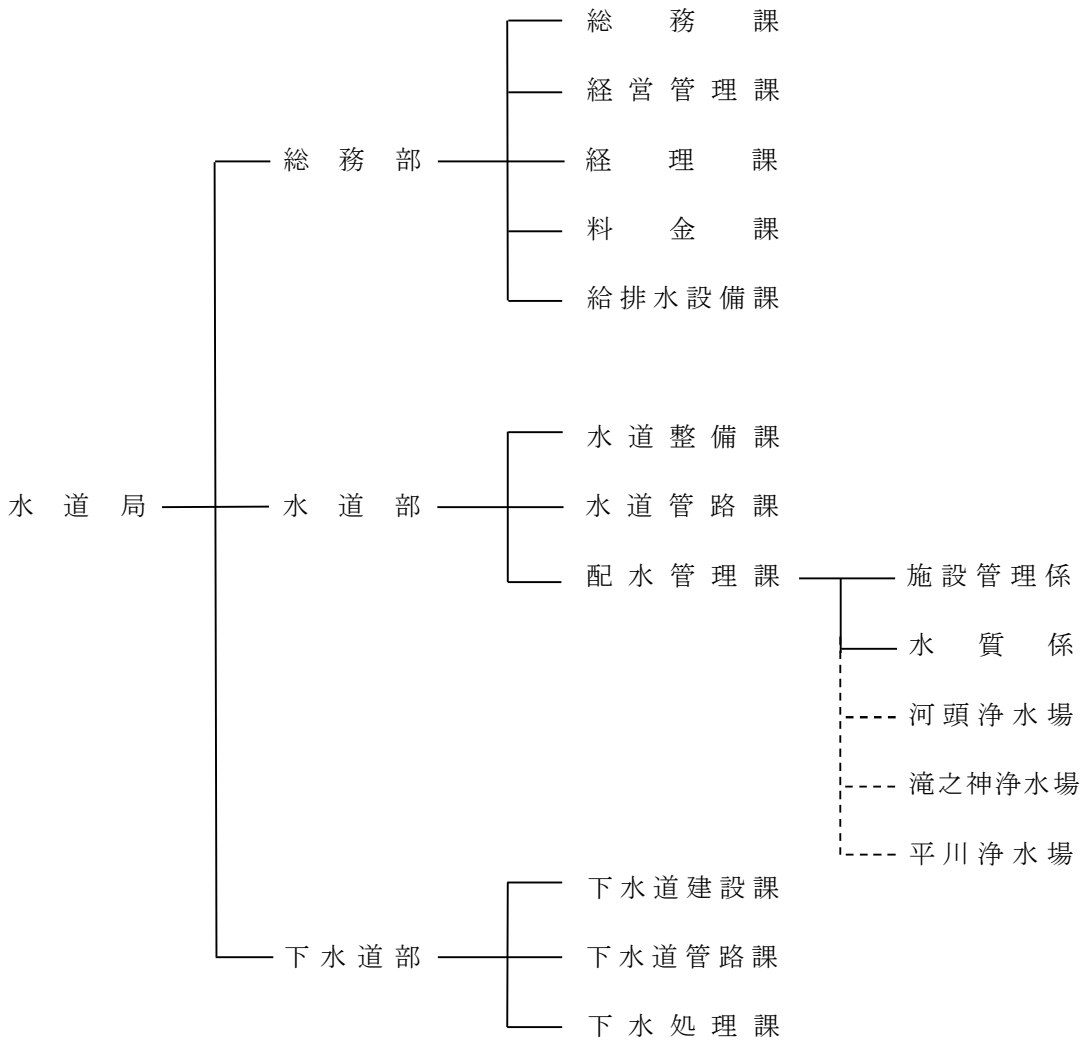 総務課
経営管理課
総務部
経理課
料金課
給排水設備課
水道整備課
水道局
水道部
水道管路課
配水管理課
施設管理係
水質係
河頭浄水場
滝之神浄水場
平川浄水場
下水道建設課
下水道部
下水道管路課
下水処理課